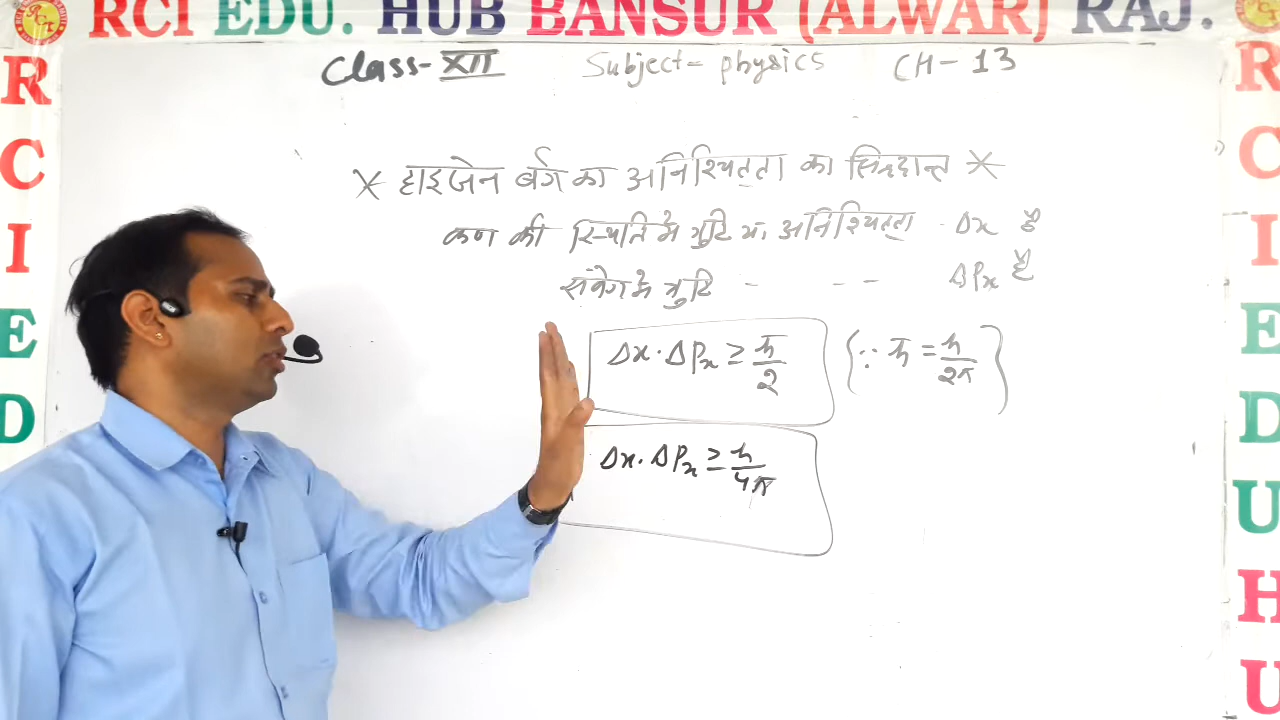 RCI EDU. HUB BANSUR (ALWAR) RAJ.
Class-XII Subject= physics CH-13
* हाइजेन बर्ग का अनिश्चितता का सिद्धान्त *
कण की स्थिति मे त्रुटि या अनिश्चितता - Δx है
संवेग मे त्रुटि - - - ΔPx है
Δx·ΔPx ≥ ħ/2 {∵ ħ = h/2π}
Δx·ΔPx ≥ h/4π
R
C
I
E
D
R
C
I
E
D
U
H
U